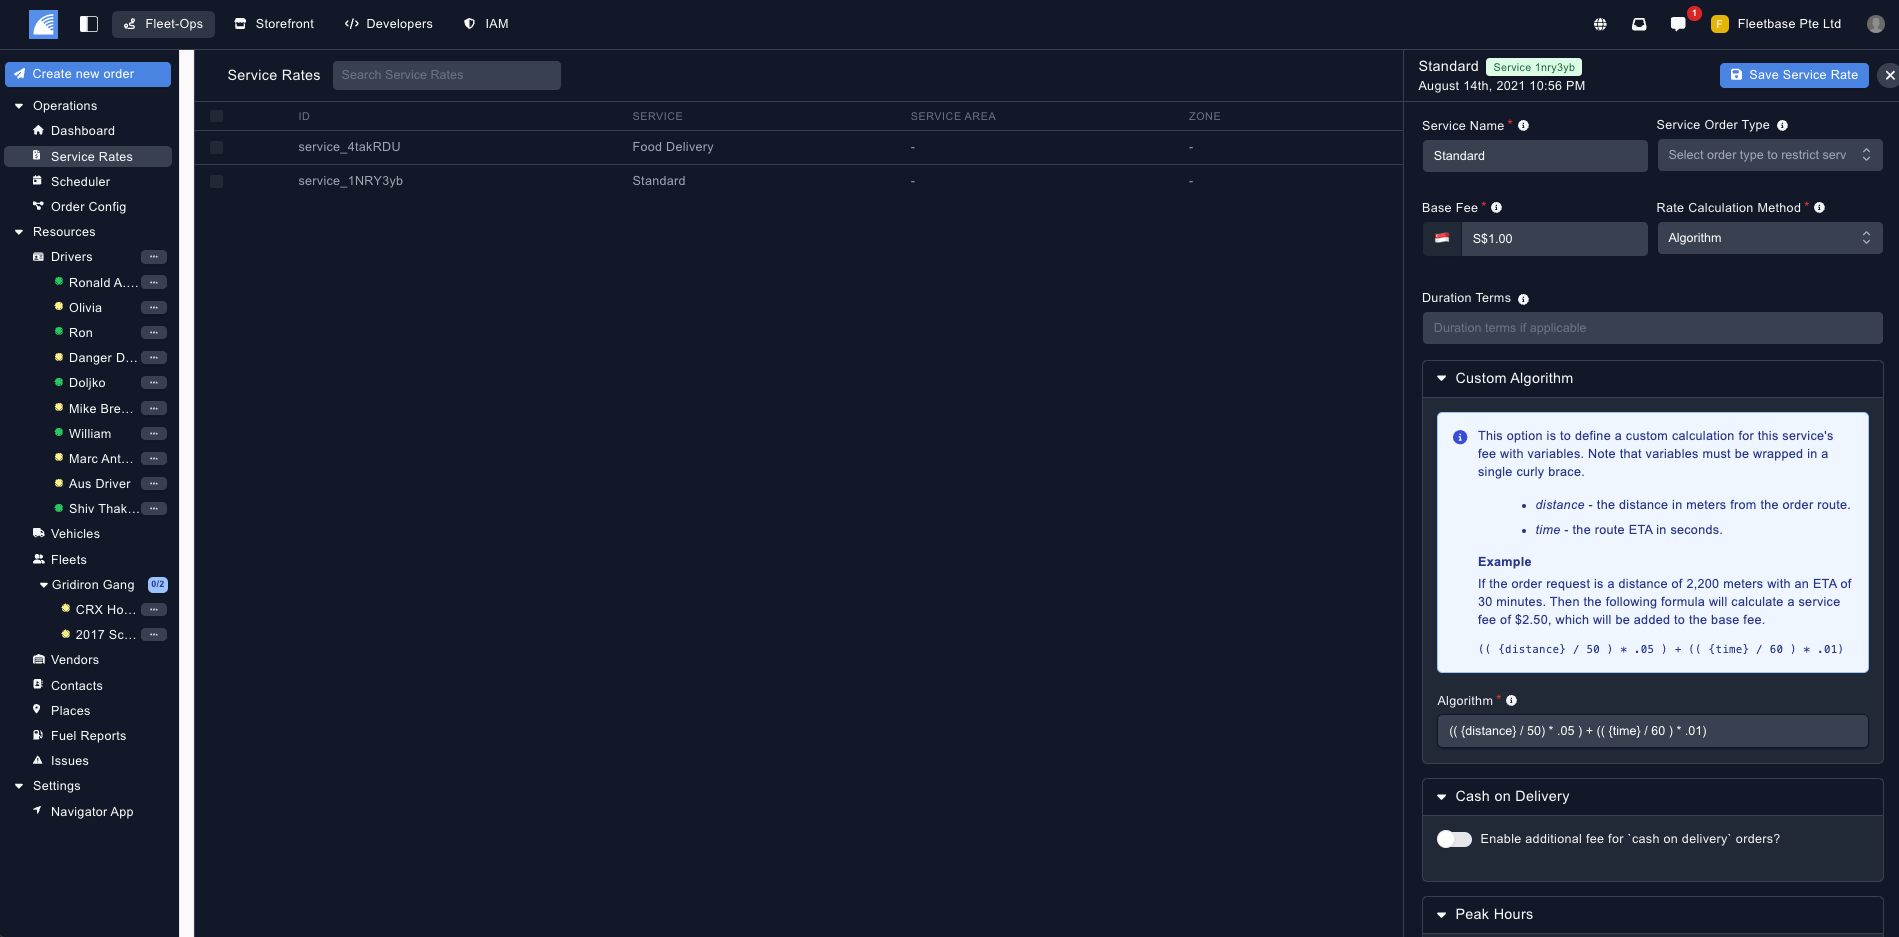 Fleet-Ops
Storefront
Developers
IAM
1
F
Fleetbase Pte Ltd
Create new order
Operations
Dashboard
Service Rates
Scheduler
Order Config
Resources
Drivers
Ronald A....
Olivia
Ron
Danger D...
Doljko
Mike Bre...
William
Marc Ant...
Aus Driver
Shiv Thak...
Vehicles
Fleets
Gridiron Gang 0/2
CRX Ho...
2017 Sc...
Vendors
Contacts
Places
Fuel Reports
Issues
Settings
Navigator App
Service Rates
Search Service Rates
ID SERVICE SERVICE AREA ZONE
service_4takRDU Food Delivery - -
service_1NRY3yb Standard - -
Standard Service 1nry3yb
August 14th, 2021 10:56 PM
Save Service Rate
Service Name *
Standard
Service Order Type
Select order type to restrict serv
Base Fee *
S$1.00
Rate Calculation Method *
Algorithm
Duration Terms
Duration terms if applicable
Custom Algorithm
This option is to define a custom calculation for this service's
fee with variables. Note that variables must be wrapped in a
single curly brace.
• distance - the distance in meters from the order route.
• time - the route ETA in seconds.
Example
If the order request is a distance of 2,200 meters with an ETA of
30 minutes. Then the following formula will calculate a service
fee of $2.50, which will be added to the base fee.
(( {distance} / 50 ) * .05 ) + (( {time} / 60 ) * .01)
Algorithm *
(( {distance} / 50) * .05 ) + (( {time} / 60 ) * .01)
Cash on Delivery
Enable additional fee for `cash on delivery` orders?
Peak Hours